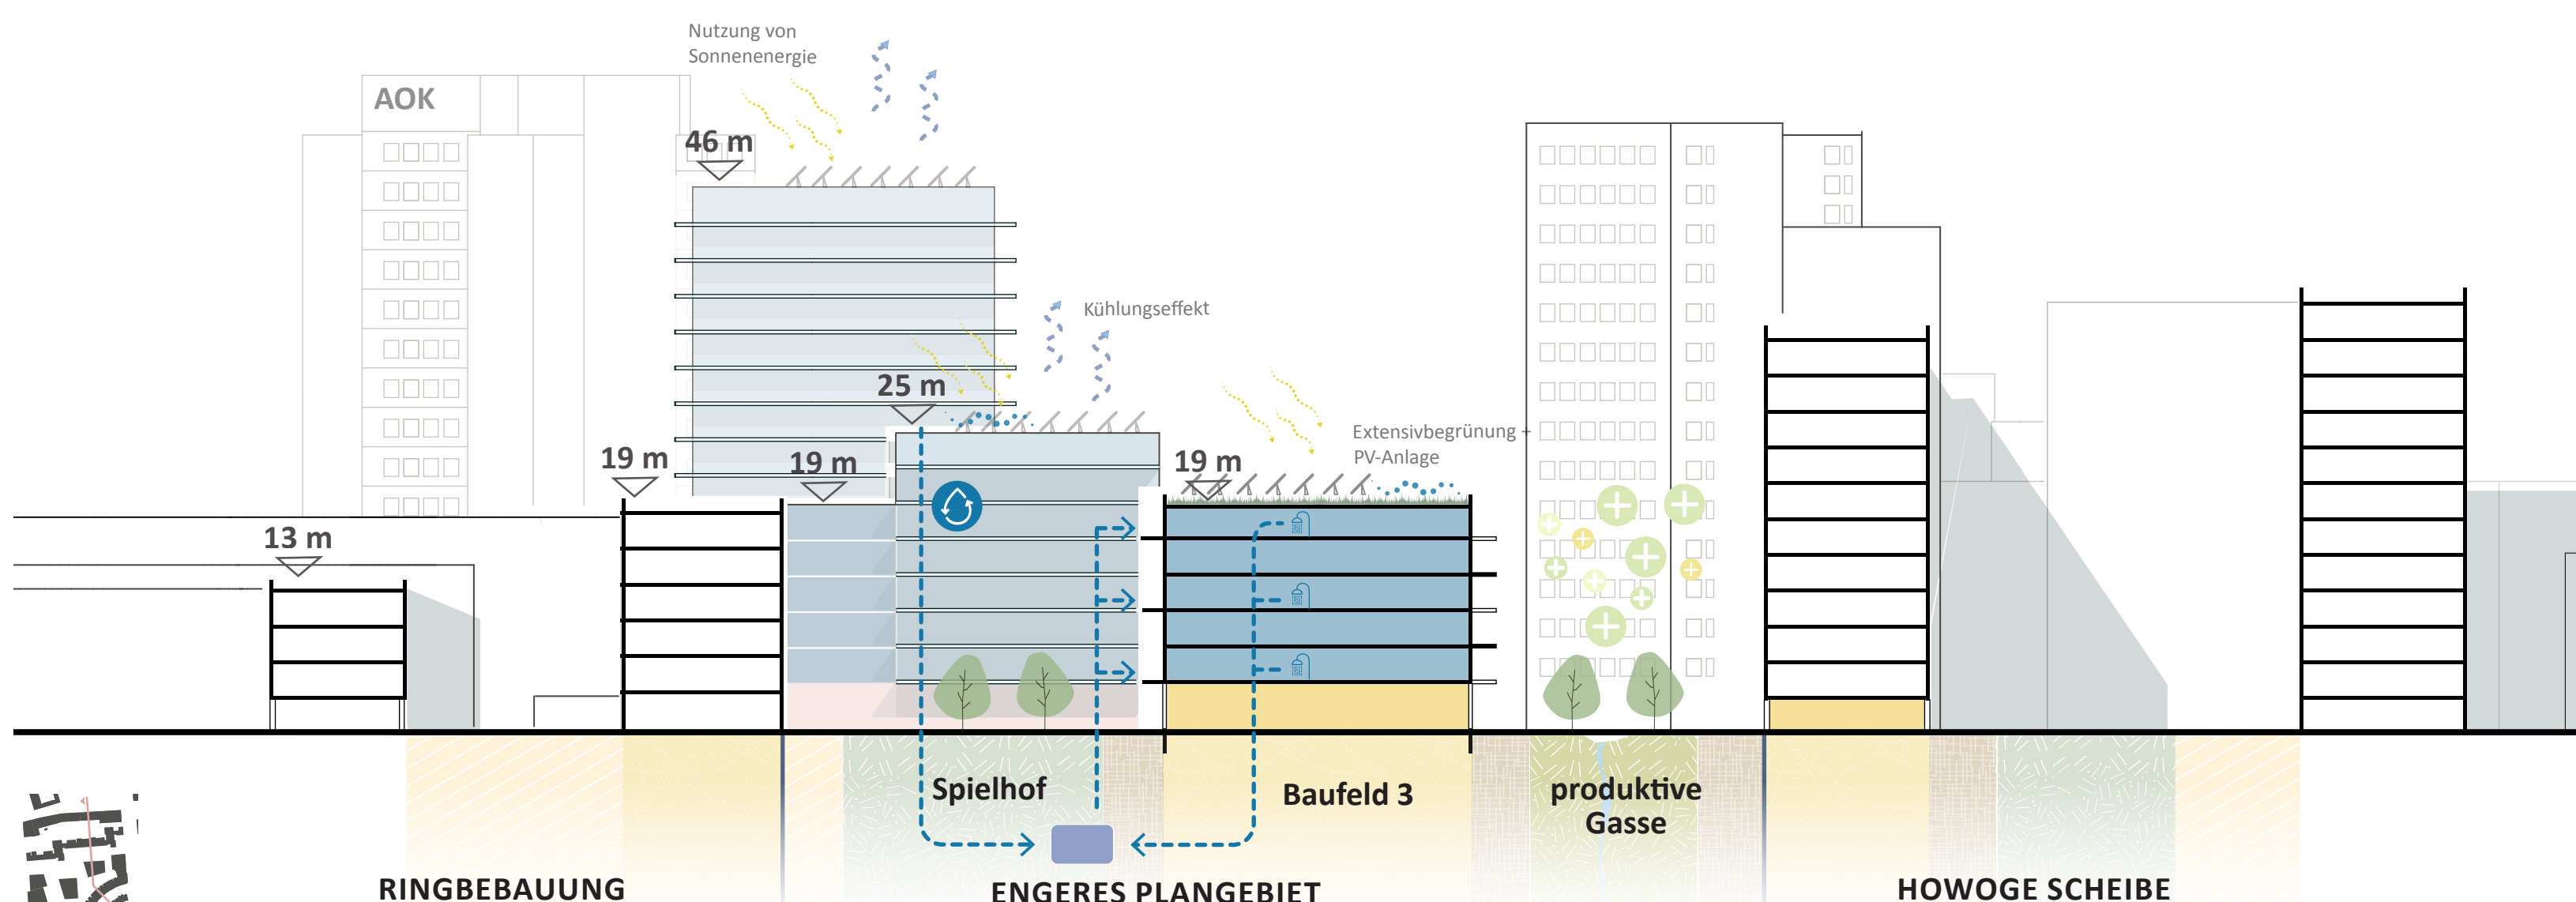 Nutzung von
Sonnenenergie
AOK
46 m
Kühlungseffekt
25 m
Extensivbegrünung +
PV-Anlage
19 m
19 m
19 m
13 m
Spielhof
Baufeld 3
produktive
Gasse
RINGBEBAUUNG
ENGERES PLANGEBIET
HOWOGE SCHEIBE